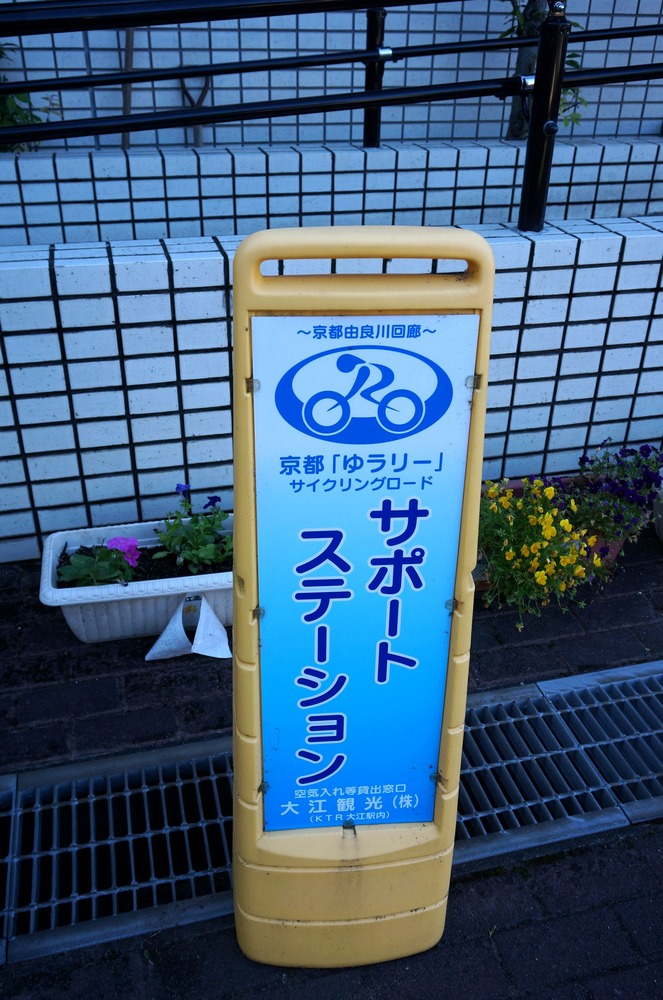 ～京都由良川回廊～
京都「ゆラリー」
サイクリングロード
サポート
ステーション
空気入れ等貸出窓口
大江観光(株)
(KTR大江駅内)